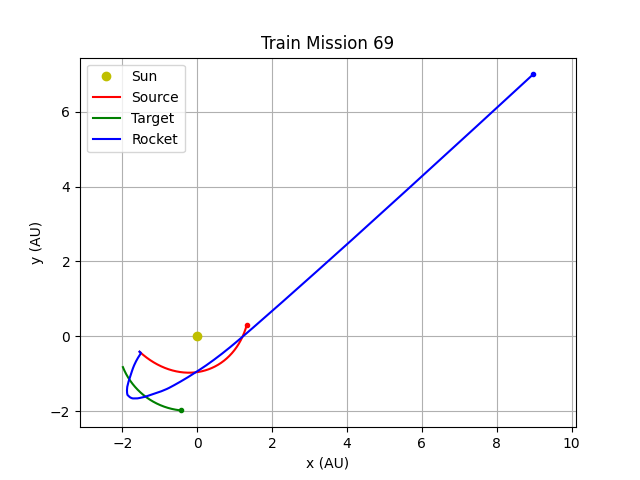 Train Mission 69
Sun
Source
Target
Rocket
y (AU)
6
4
2
0
−2
−2
0
2
4
6
8
10
x (AU)